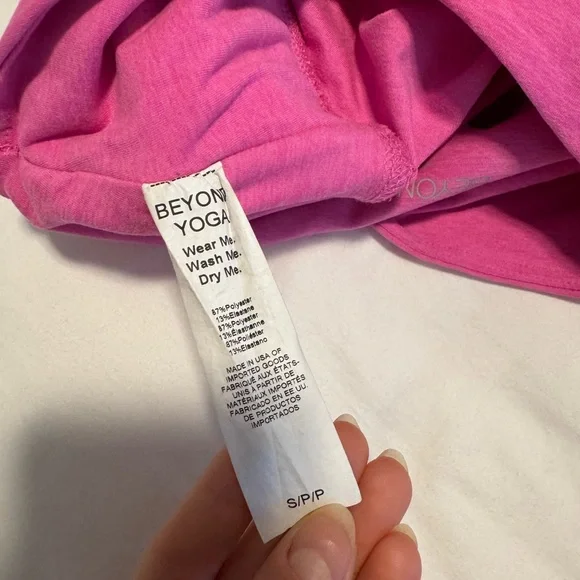 BEYOND
YOGA
Wear Me.
Wash Me.
Dry Me.
87%Polyester
13%Elastane
87%Polyester
13%Élasthanne
87%Poliéster
13%Elastano
MADE IN USA OF
IMPORTED GOODS
FABRIQUÉ AUX ÉTATS-
UNIS À PARTIR DE
MATÉRIAUX IMPORTÉS
FABRICADO EN EE UU.
DE PRODUCTOS
IMPORTADOS
S/P/P